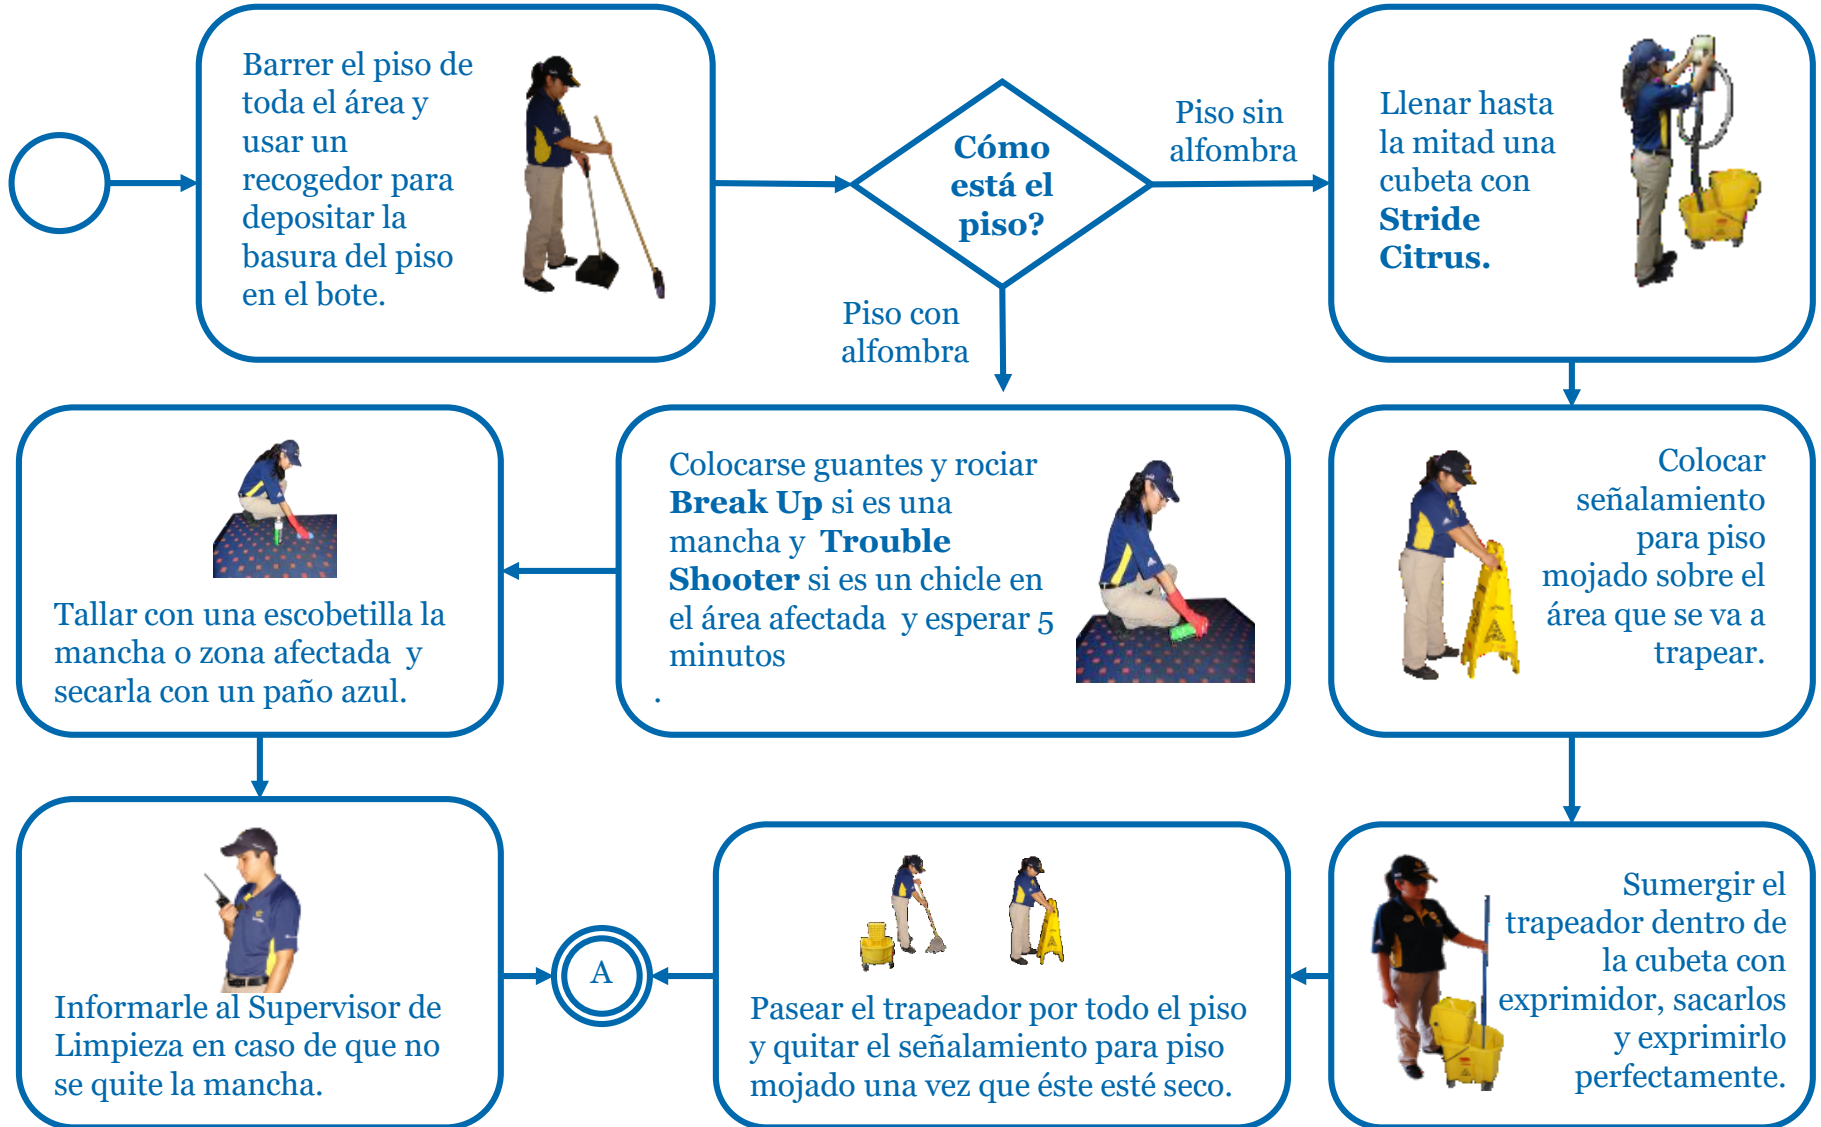 Barrer el piso de
toda el área y
usar un
recogedor para
depositar la
basura del piso
en el bote.
Cómo
está el
piso?
Piso sin
alfombra
Llenar hasta
la mitad una
cubeta con
Stride
Citrus.
Piso con
alfombra
Tallar con una escobetilla la
mancha o zona afectada y
secarla con un paño azul.
Colocarse guantes y rociar
Break Up si es una
mancha y Trouble
Shooter si es un chicle en
el área afectada y esperar 5
minutos
.
Colocar
señalamiento
para piso
mojado sobre el
área que se va a
trapear.
Informarle al Supervisor de
Limpieza en caso de que no
se quite la mancha.
A
Pasear el trapeador por todo el piso
y quitar el señalamiento para piso
mojado una vez que éste esté seco.
Sumergir el
trapeador dentro de
la cubeta con
exprimidor, sacarlos
y exprimirlo
perfectamente.